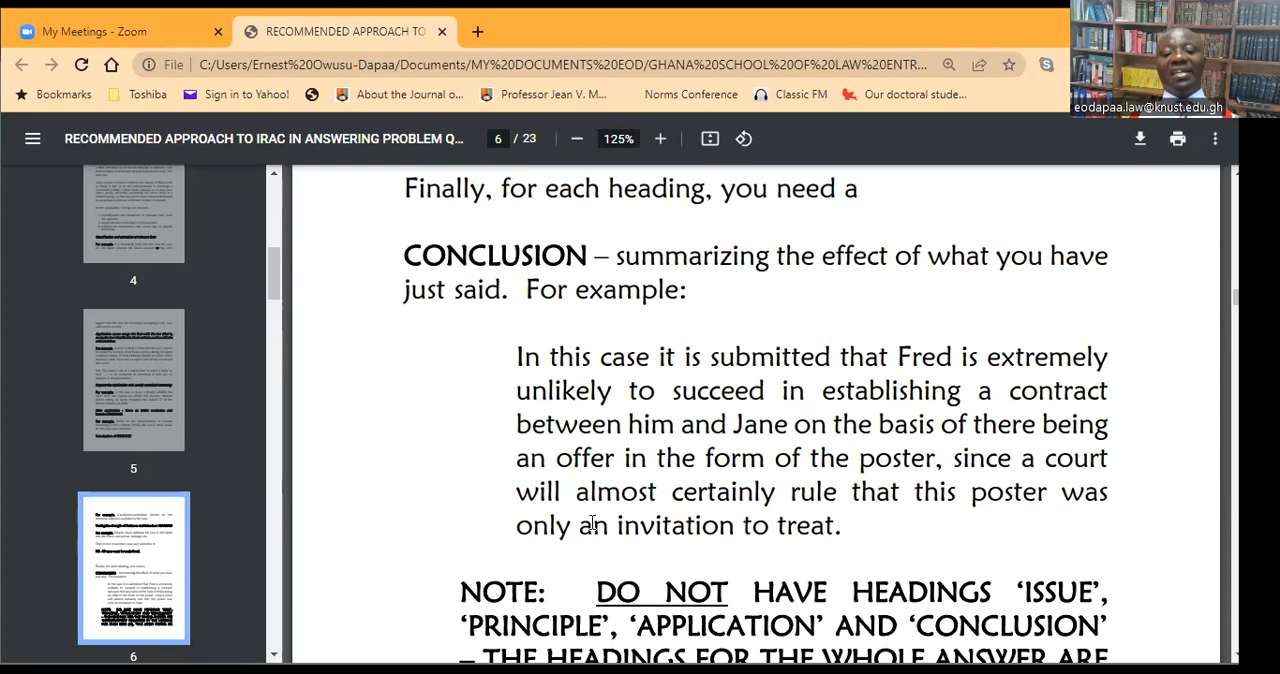 My Meetings - Zoom
RECOMMENDED APPROACH TO
File
C:/Users/Ernest%20Owusu-Dapaa/Documents/MY%20DOCUMENTS%20EOD/GHANA%20SCHOOL%20OF%20LAW%20ENTR...
eodapaa.law@knust.edu.gh
Bookmarks
Toshiba
Sign in to Yahoo!
About the Journal o...
Professor Jean V. M...
Norms Conference
Classic FM
Our doctoral stude...
RECOMMENDED APPROACH TO IRAC IN ANSWERING PROBLEM Q...
6 / 23
125%
4
5
6
Finally, for each heading, you need a
CONCLUSION – summarizing the effect of what you have
just said. For example:
In this case it is submitted that Fred is extremely
unlikely to succeed in establishing a contract
between him and Jane on the basis of there being
an offer in the form of the poster, since a court
will almost certainly rule that this poster was
only an invitation to treat.
NOTE: DO NOT HAVE HEADINGS ‘ISSUE’,
‘PRINCIPLE’, ‘APPLICATION’ AND ‘CONCLUSION’
– THE HEADINGS FOR THE WHOLE ANSWER ARE